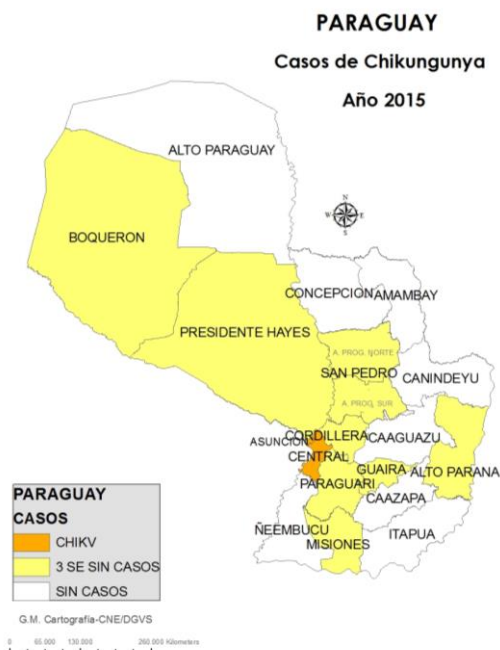 PARAGUAY
Casos de Chikungunya
Año 2015
ALTO PARAGUAY
BOQUERON
N
W E
S
CONCEPCION
AMAMBAY
PRESIDENTE HAYES
A. PROG. NORTE
SAN PEDRO
CANINDEYU
A. PROG. SUR
CORDILLERA
CAAGUAZU
ASUNCION
CENTRAL
GUAIRA
ALTO PARANA
PARAGUARI
CAAZAPA
ÑEEMBUCU
ITAPUA
MISIONES
PARAGUAY
CASOS
CHIKV
3 SE SIN CASOS
SIN CASOS
G.M. Cartografía-CNE/DGVS
0 65.000 130.000 260.000 Kilometers